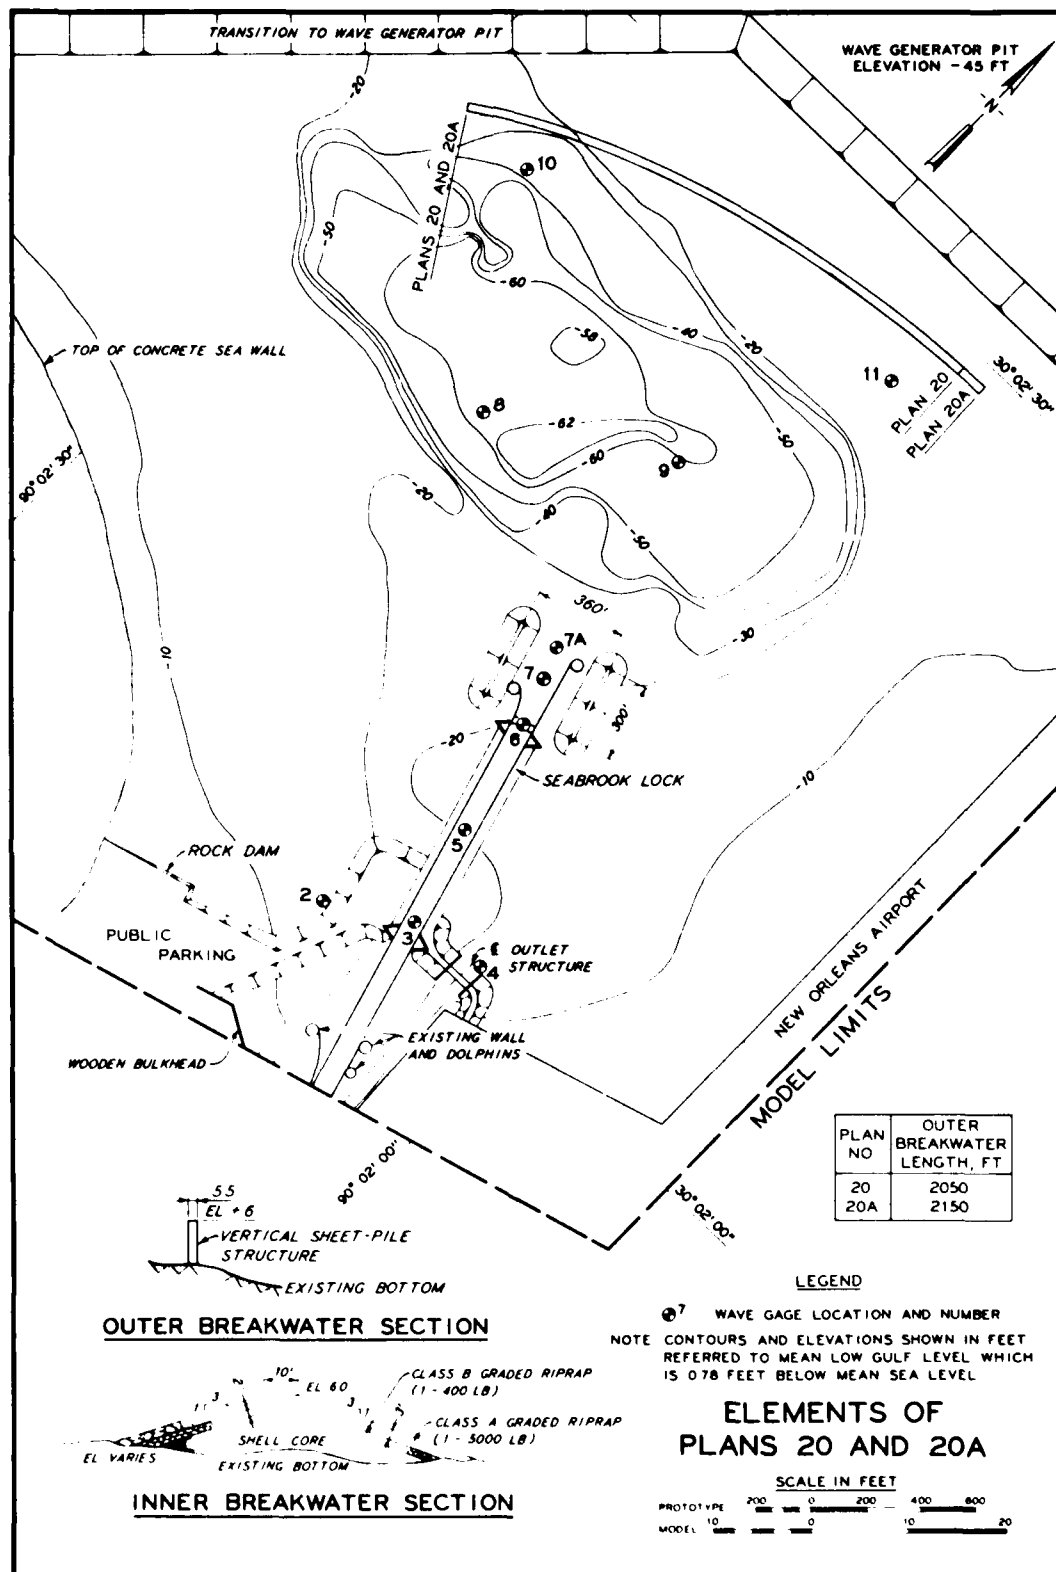 TRANSITION TO WAVE GENERATOR PIT
WAVE GENERATOR PIT
ELEVATION -45 FT
-N-
-20
PLANS 20 AND 20A
10
-50
-60
-58
-40
-20
TOP OF CONCRETE SEA WALL
11
PLAN 20
PLAN 20A
30° 02' 30"
8
-62
-60
9
-50
90° 02' 30"
-20
-40
-50
-30
360'
7A
7
300'
-10
-20
6
SEABROOK LOCK
-10
5
ROCK DAM
2
3
PUBLIC
PARKING
OUTLET
STRUCTURE
4
NEW ORLEANS AIRPORT
MODEL LIMITS
EXISTING WALL
AND DOLPHINS
WOODEN BULKHEAD
90° 02' 00"
30° 02' 00"
PLAN NO
OUTER BREAKWATER LENGTH, FT
20 2050
20A 2150
5.5
EL +6
VERTICAL SHEET-PILE
STRUCTURE
EXISTING BOTTOM
OUTER BREAKWATER SECTION
LEGEND
7 WAVE GAGE LOCATION AND NUMBER
NOTE CONTOURS AND ELEVATIONS SHOWN IN FEET
REFERRED TO MEAN LOW GULF LEVEL WHICH
IS 0.78 FEET BELOW MEAN SEA LEVEL
10'
EL 6.0
CLASS B GRADED RIPRAP
(1 - 400 LB)
CLASS A GRADED RIPRAP
(1 - 5000 LB)
SHELL CORE
EL VARIES
EXISTING BOTTOM
INNER BREAKWATER SECTION
ELEMENTS OF
PLANS 20 AND 20A
SCALE IN FEET
PROTOTYPE 200 0 200 400 600
MODEL 10 0 10 20